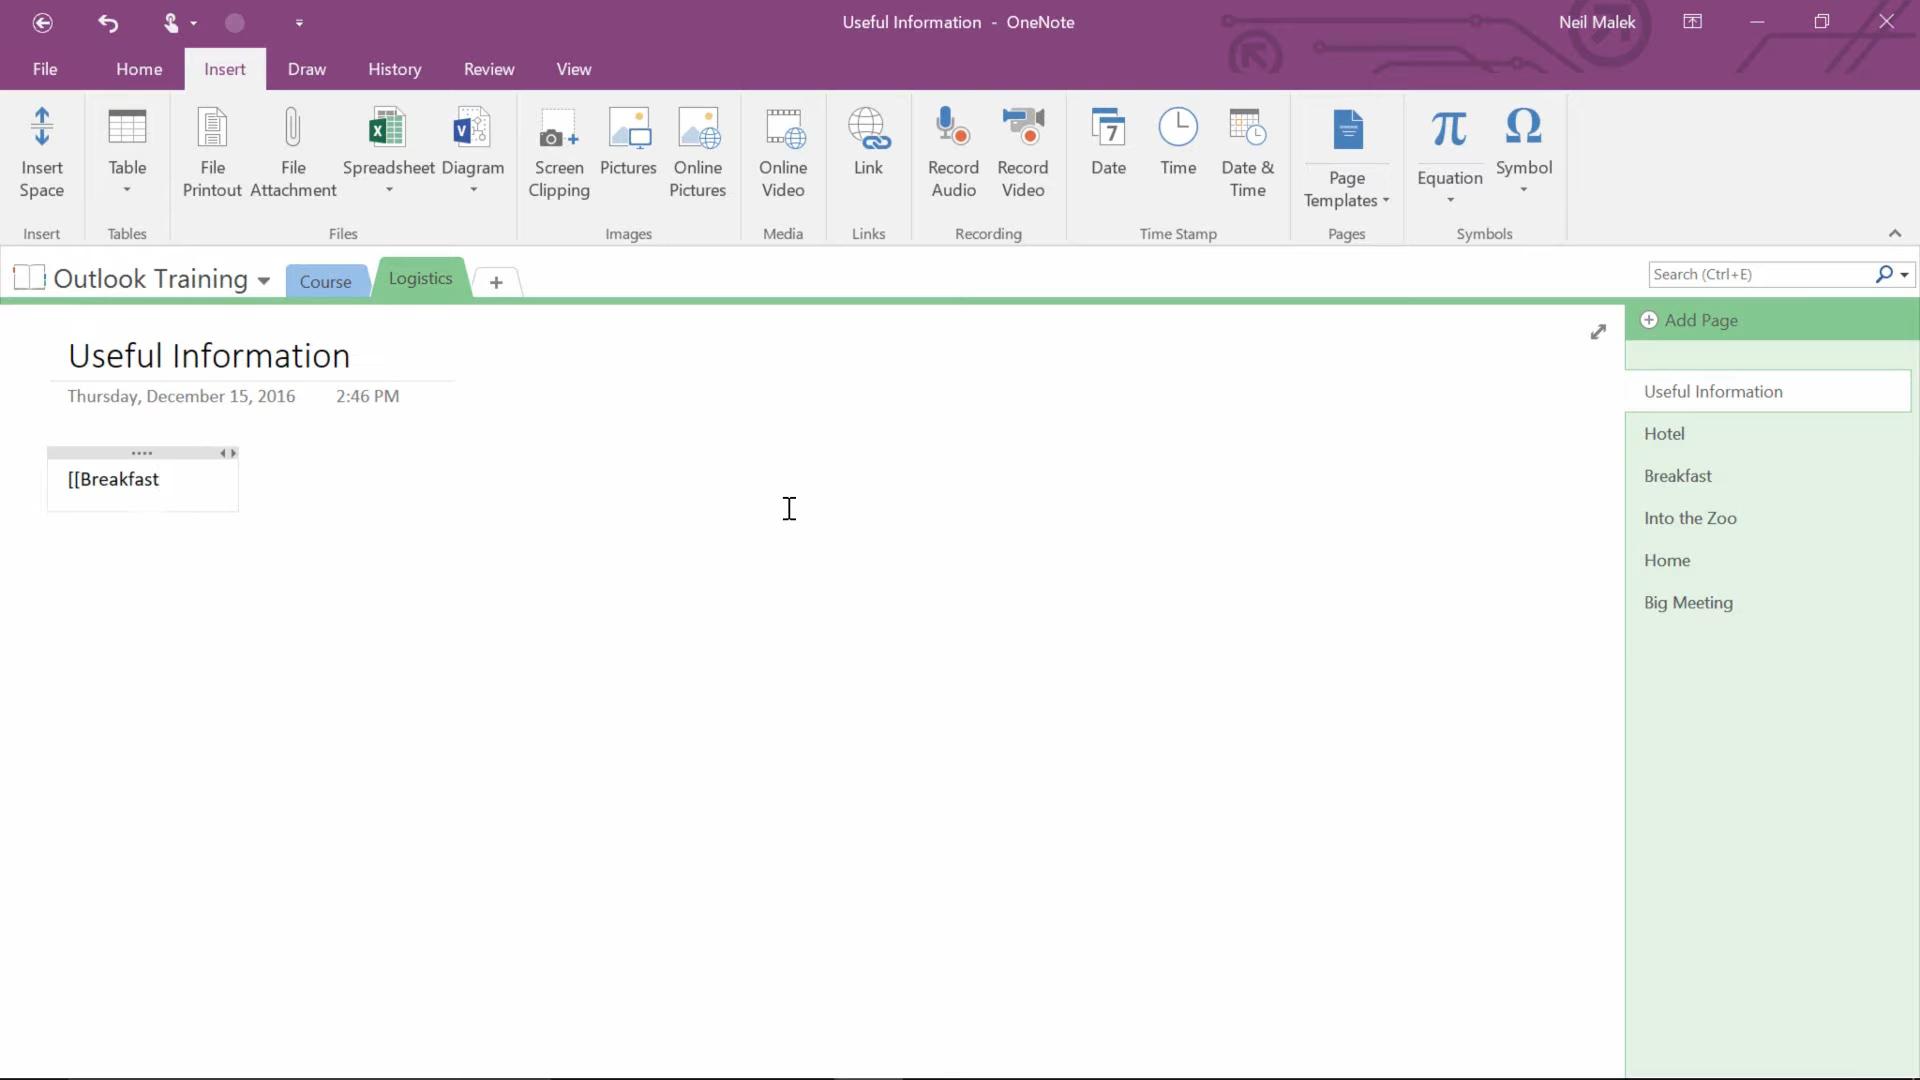 Useful Information - OneNote
Neil Malek
File Home Insert Draw History Review View
Insert Space
Table
File Printout
File Attachment
Spreadsheet
Diagram
Screen Clipping
Pictures
Online Pictures
Online Video
Link
Record Audio
Record Video
7
Date
Time
Date & Time
Page Templates
π
Equation
Ω
Symbol
Insert
Tables
Files
Images
Media
Links
Recording
Time Stamp
Pages
Symbols
Outlook Training
Course
Logistics
Search (Ctrl+E)
Add Page
Useful Information
Thursday, December 15, 2016 2:46 PM
[[Breakfast
Useful Information
Hotel
Breakfast
Into the Zoo
Home
Big Meeting